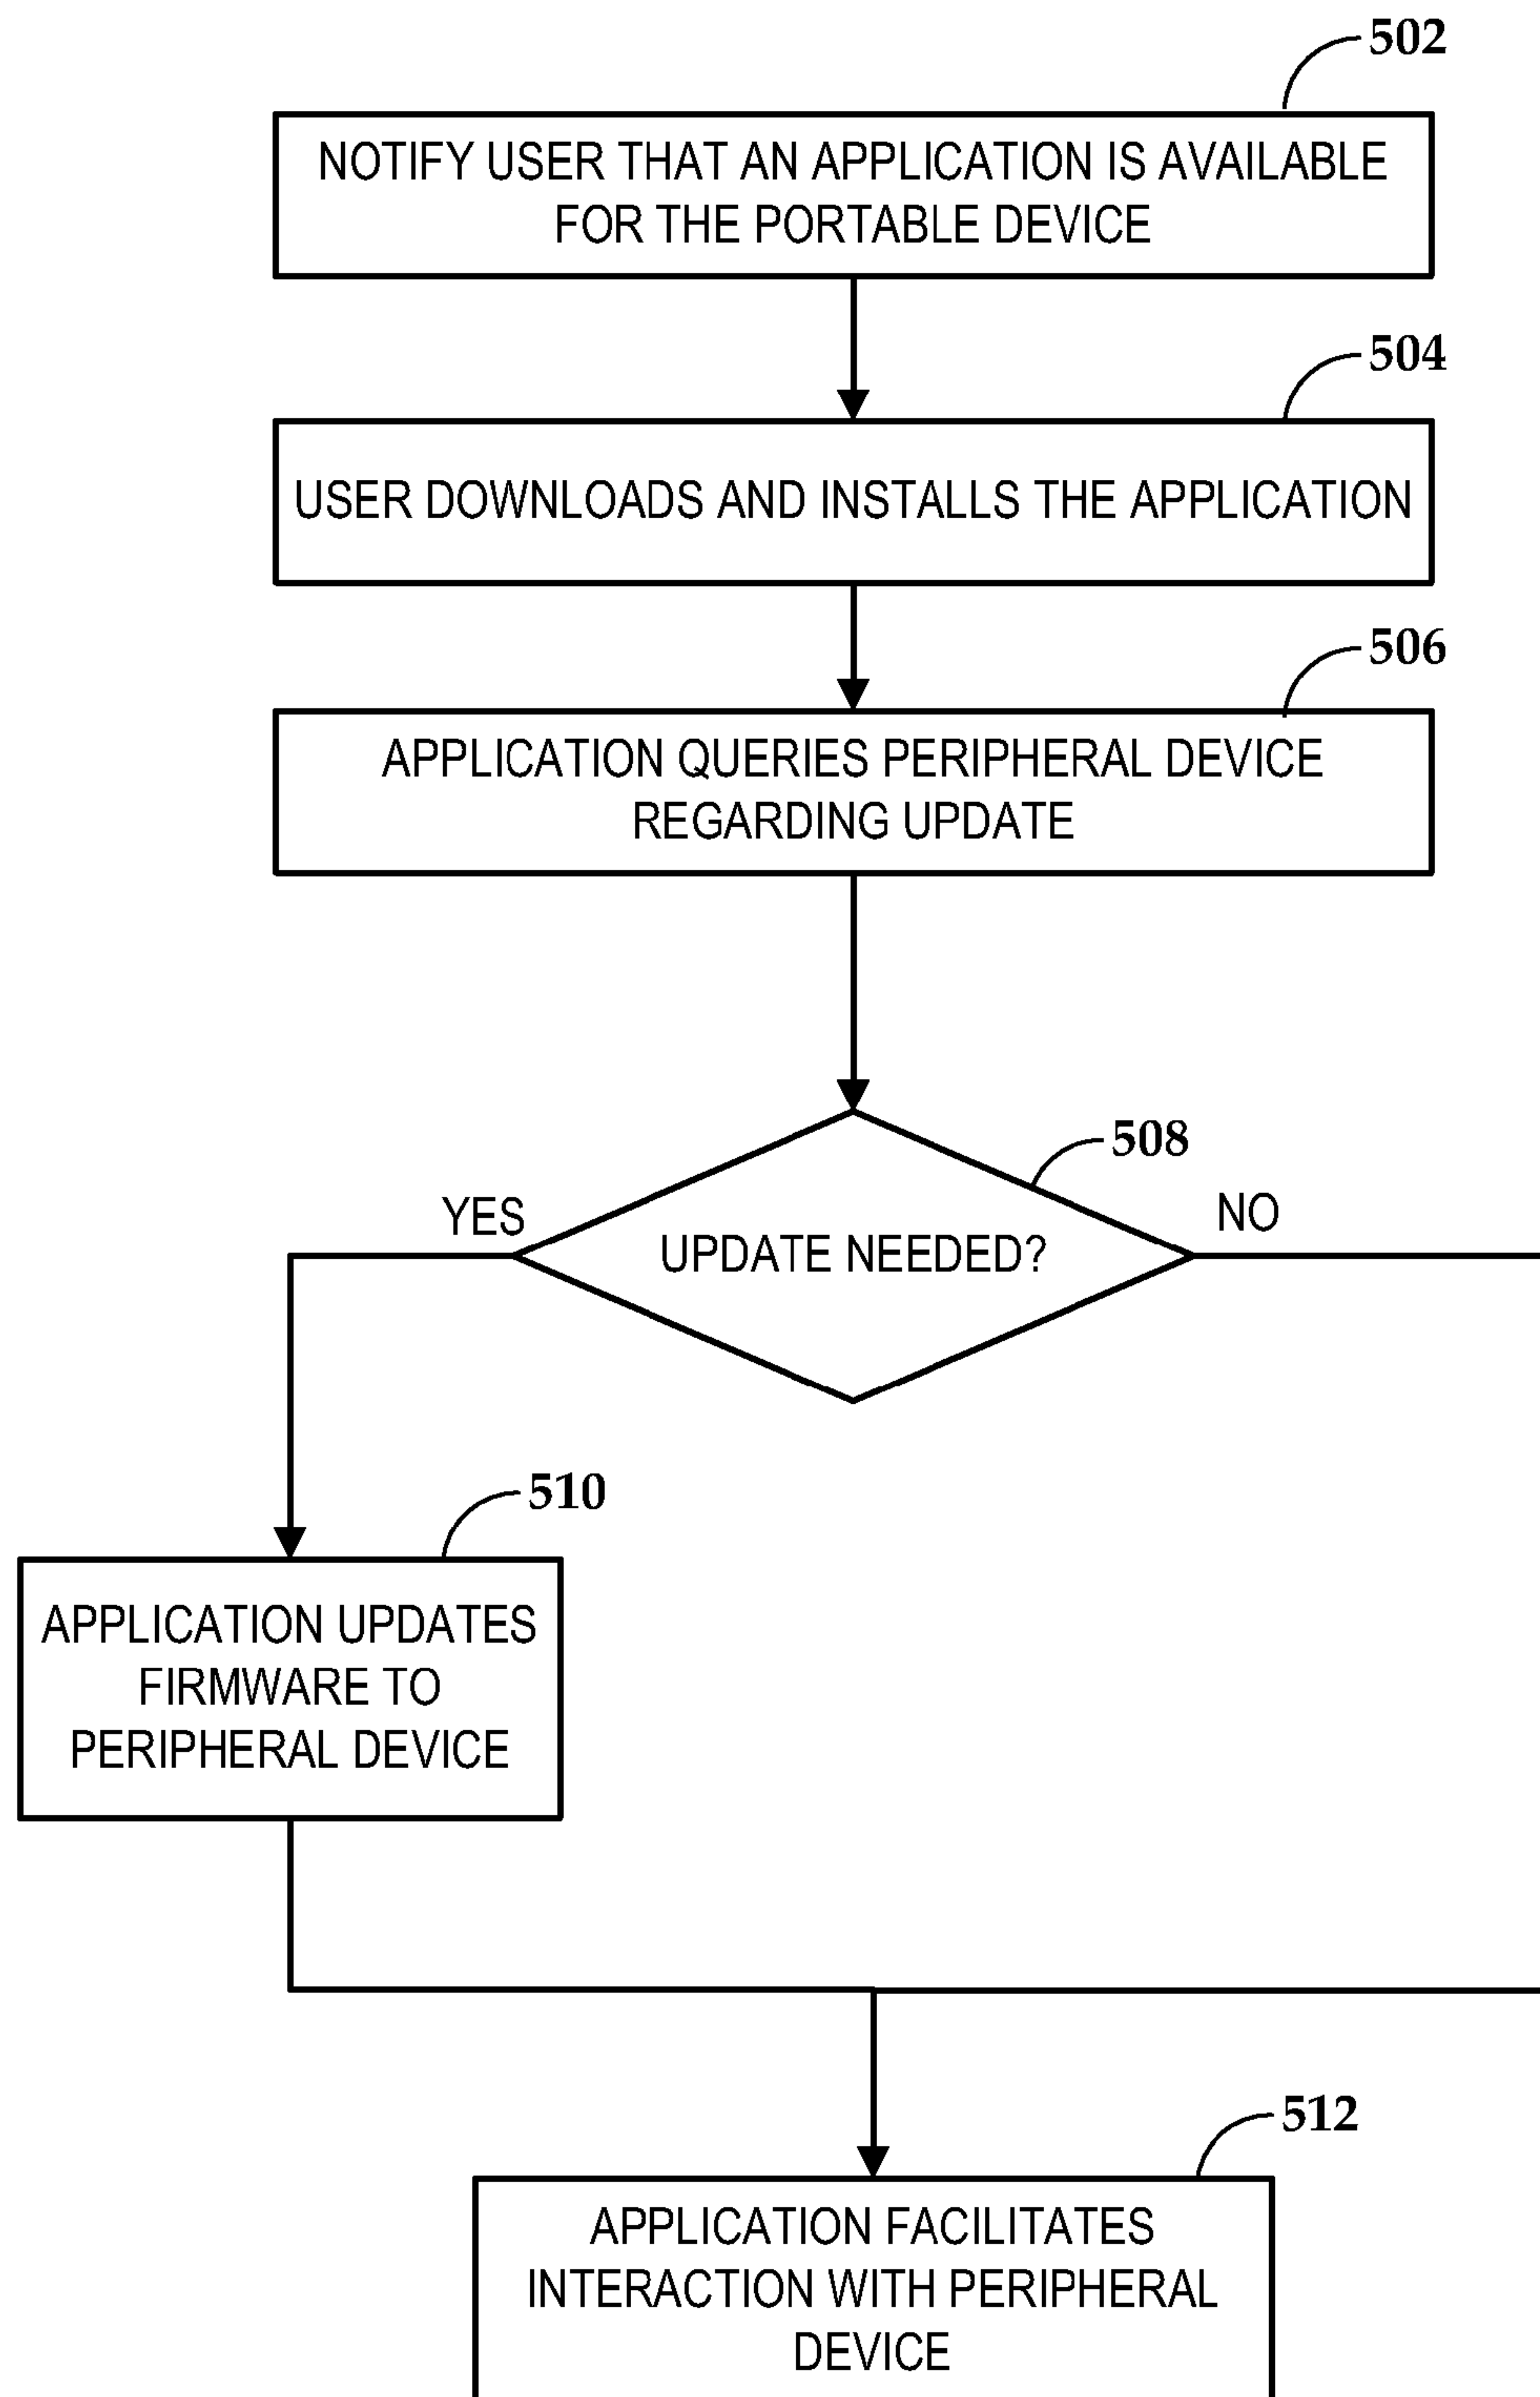 502
NOTIFY USER THAT AN APPLICATION IS AVAILABLE
FOR THE PORTABLE DEVICE
504
USER DOWNLOADS AND INSTALLS THE APPLICATION
506
APPLICATION QUERIES PERIPHERAL DEVICE
REGARDING UPDATE
508
YES
NO
UPDATE NEEDED?
510
APPLICATION UPDATES
FIRMWARE TO
PERIPHERAL DEVICE
512
APPLICATION FACILITATES
INTERACTION WITH PERIPHERAL
DEVICE